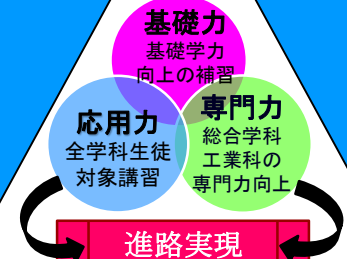 基礎力
基礎学力
向上の補習
応用力
全学科生徒
対象講習
専門力
総合学科
工業科の
専門力向上
進路実現